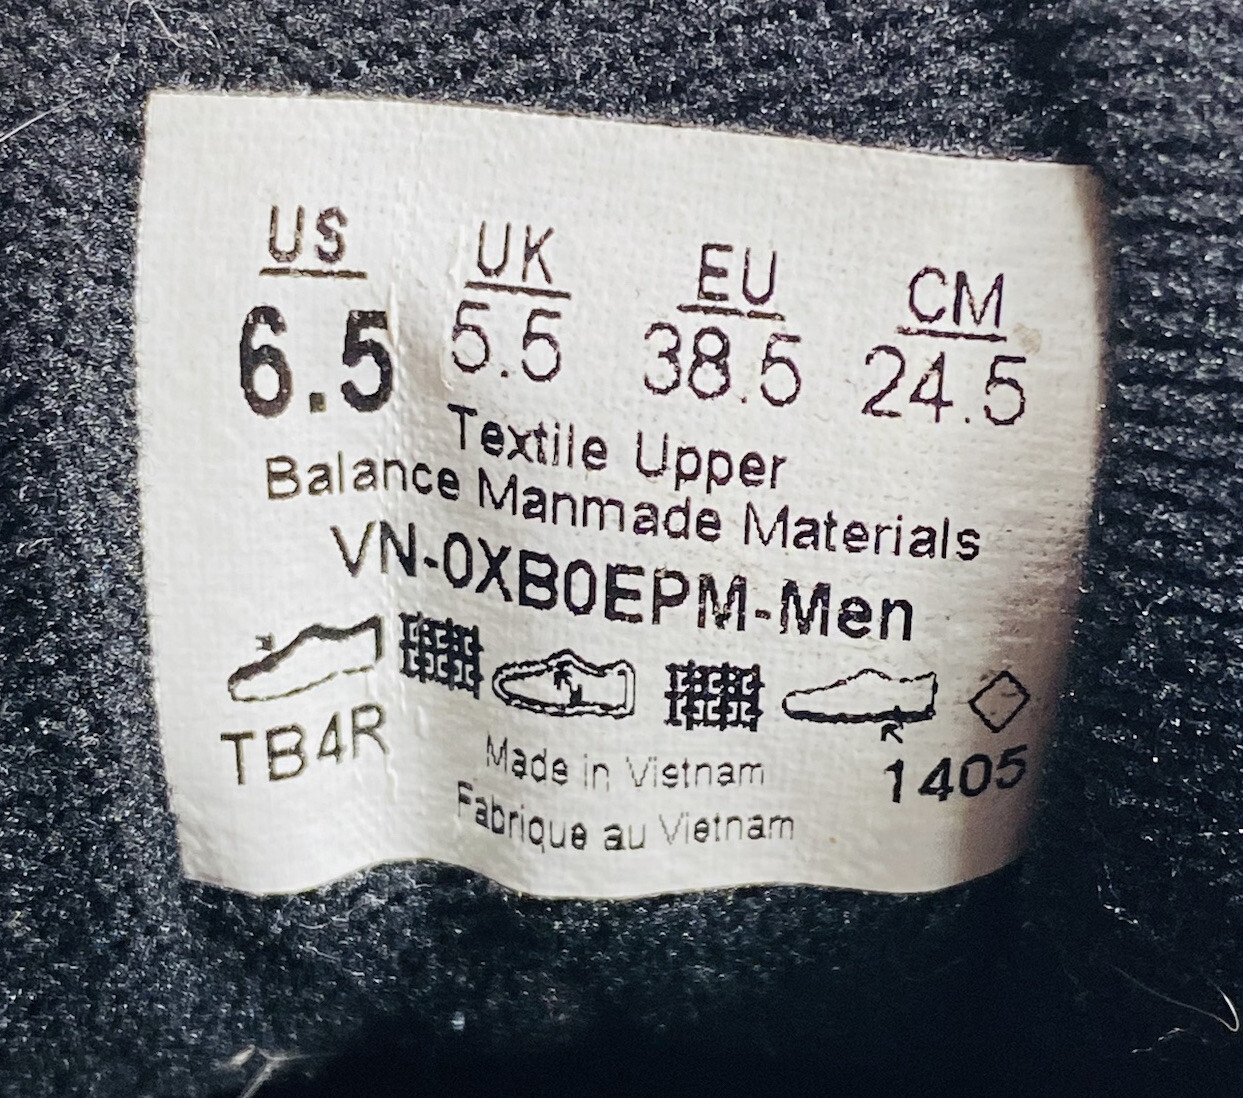 US UK EU CM
6.5 5.5 38.5 24.5
Textile Upper
Balance Manmade Materials
VN-0XB0EPM-Men
TB4R
1405
Made in Vietnam
Fabrique au Vietnam